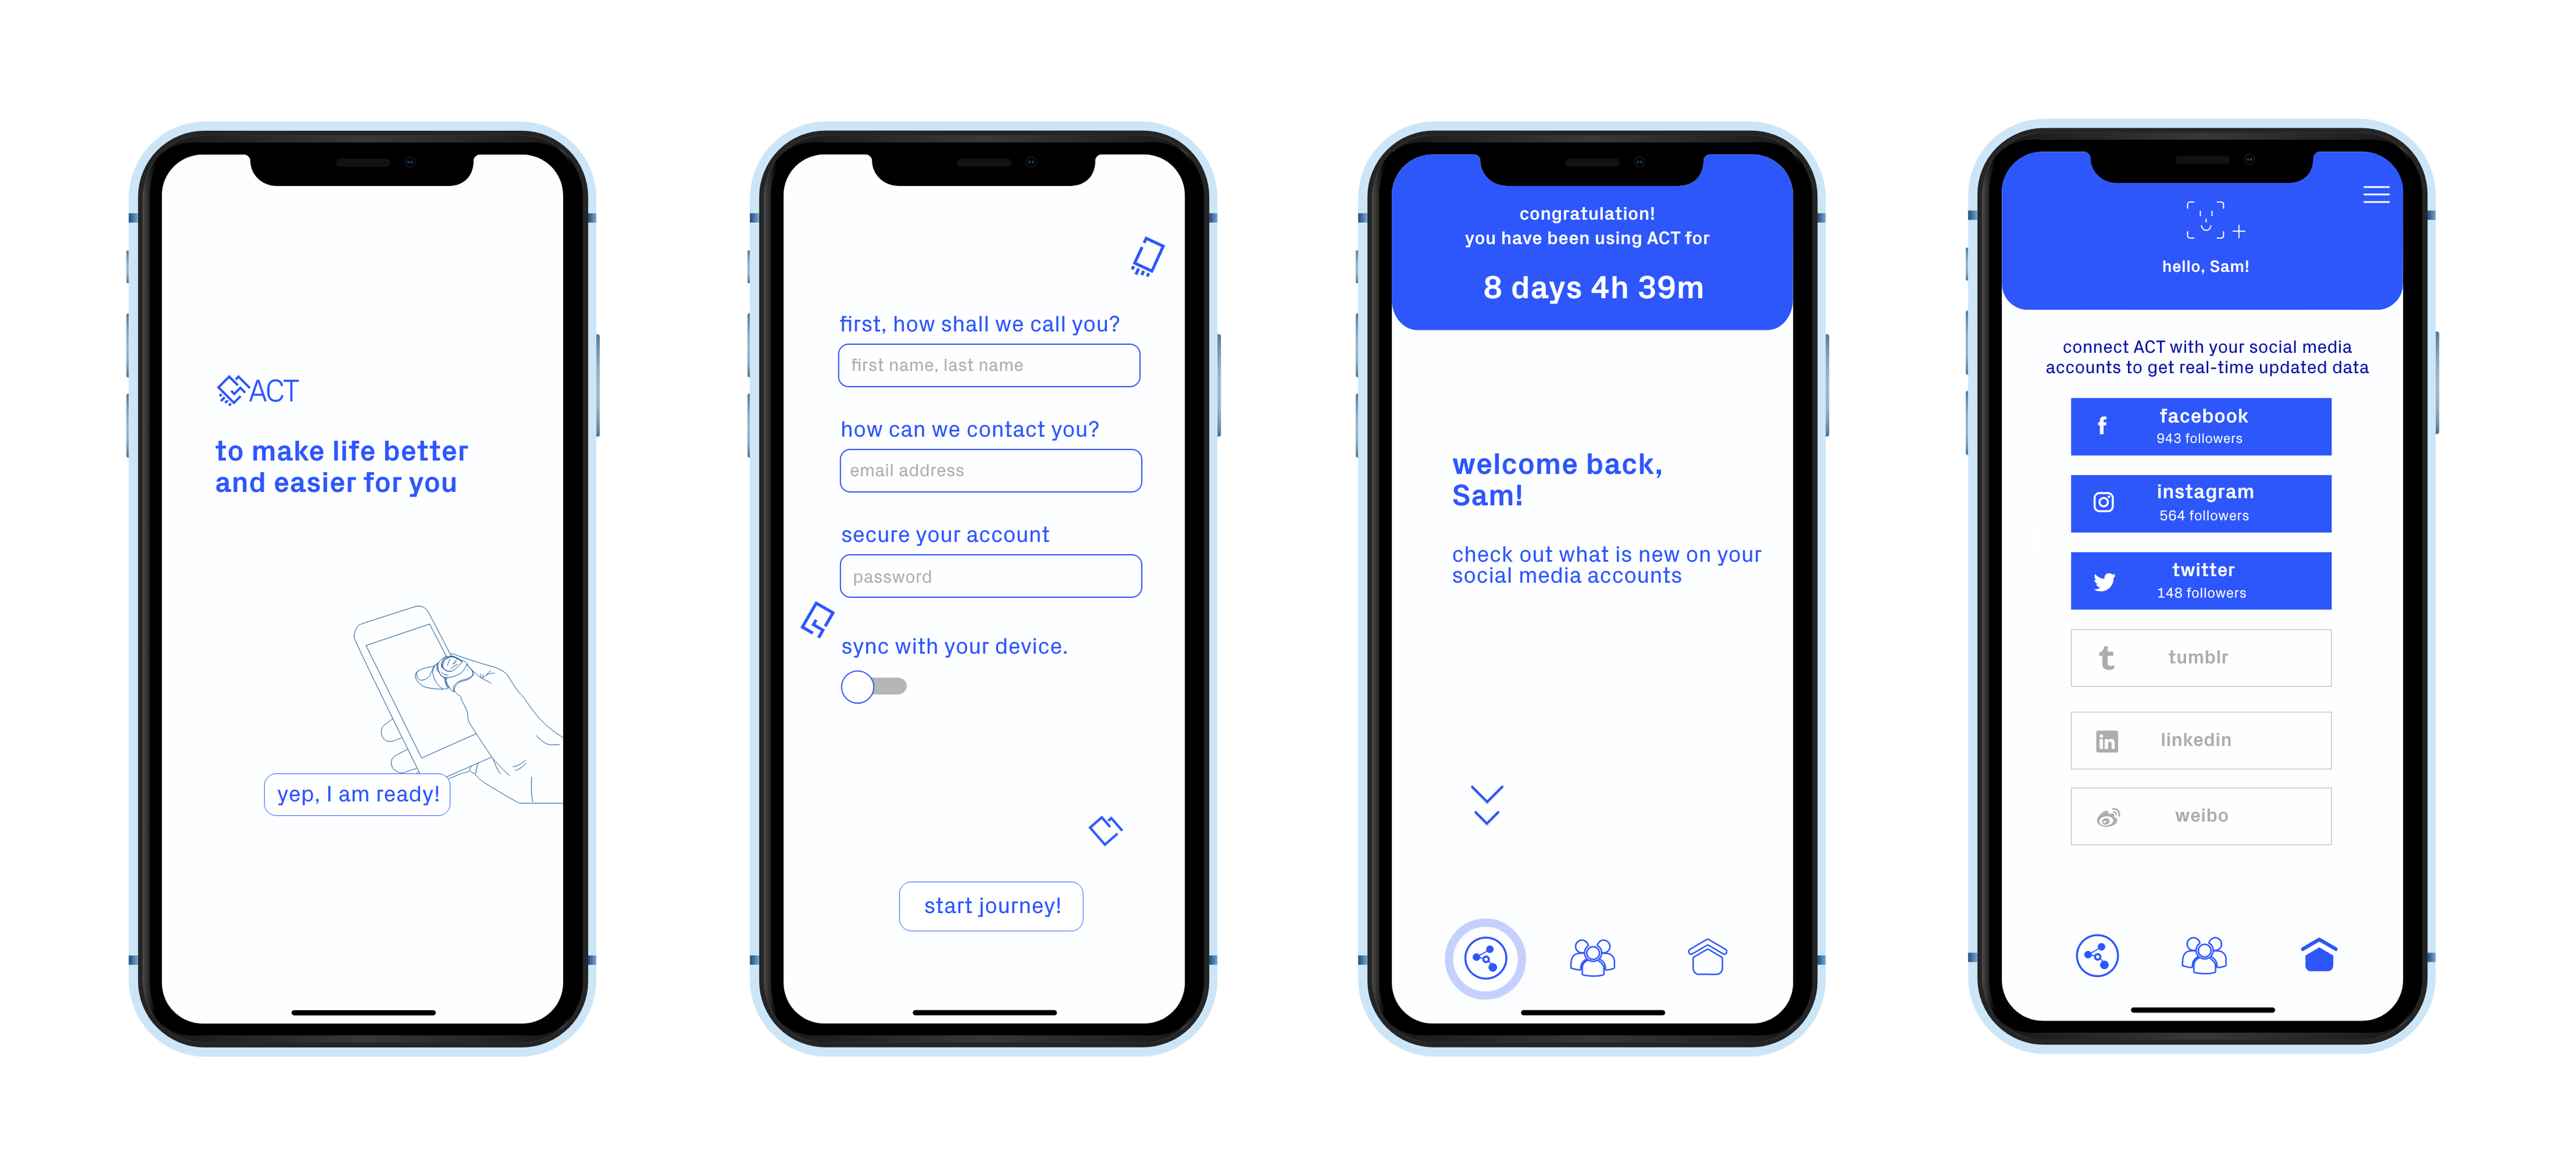 ACT
to make life better
and easier for you
yep, I am ready!
first, how shall we call you?
first name, last name
how can we contact you?
email address
secure your account
password
sync with your device.
start journey!
congratulation!
you have been using ACT for
8 days 4h 39m
welcome back,
Sam!
check out what is new on your
social media accounts
hello, Sam!
connect ACT with your social media
accounts to get real-time updated data
facebook
943 followers
instagram
564 followers
twitter
148 followers
tumblr
linkedin
weibo